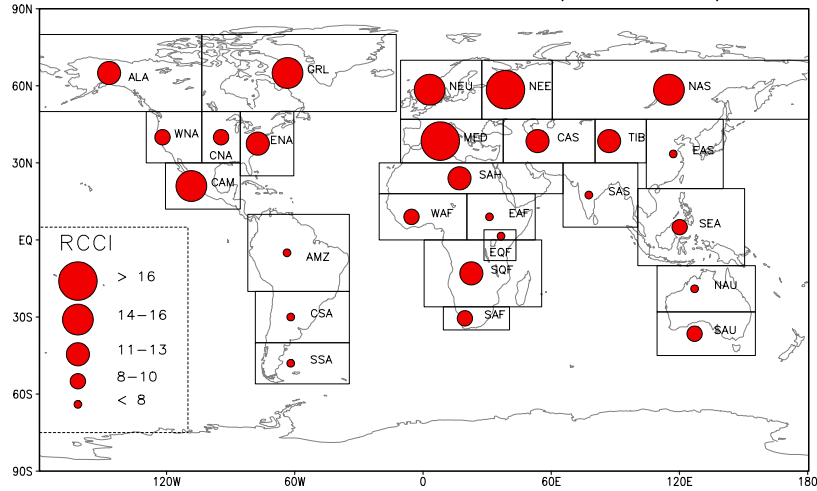 90N
60N
30N
EQ
30S
60S
90S
120W
60W
0
60E
120E
180
ALA
GRL
NEU
NEE
NAS
WNA
CNA
ENA
MED
CAS
TIB
EAS
CAM
SAH
SAS
WAF
EAF
SEA
EQF
AMZ
SQF
NAU
CSA
SAF
SAU
SSA
RCCI
> 16
14-16
11-13
8-10
< 8